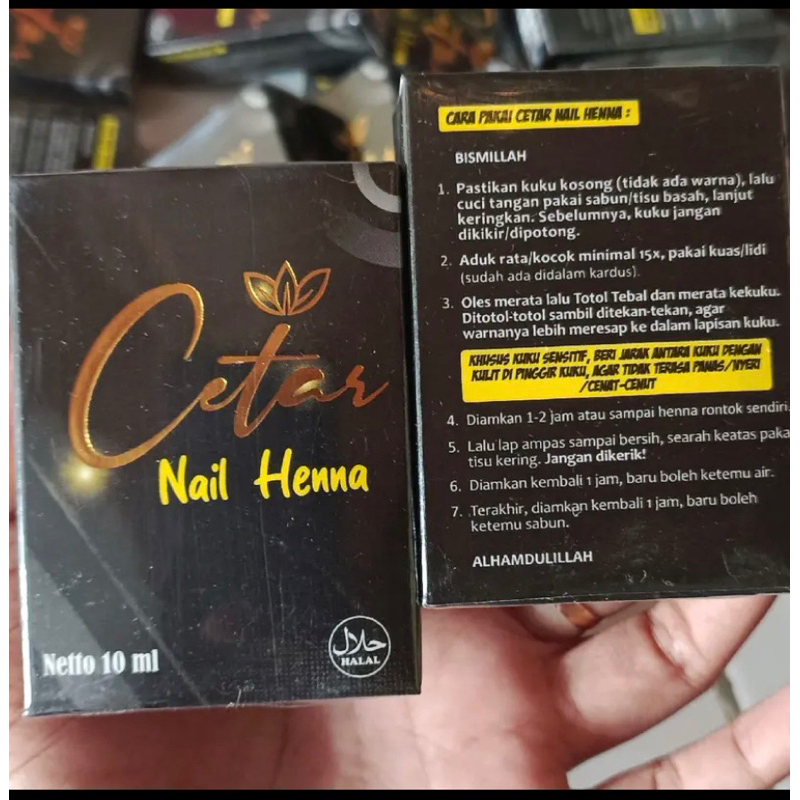 Cetar
Nail Henna
Netto 10 ml
حلال
HALAL
CARA PAKAI CETAR NAIL HENNA :
BISMILLAH
1. Pastikan kuku kosong (tidak ada warna), lalu
cuci tangan pakai sabun/tisu basah, lanjut
keringkan. Sebelumnya, kuku jangan
dikikir/dipotong.
2. Aduk rata/kocok minimal 15x, pakai kuas/lidi
(sudah ada didalam kardus).
3. Oles merata lalu Totol Tebal dan merata kekuku.
Ditotol-totol sambil ditekan-tekan, agar
warnanya lebih meresap ke dalam lapisan kuku.
KHUSUS KUKU SENSITIF, BERI JARAK ANTARA KUKU DENGAN
KULIT DI PINGGIR KUKU, AGAR TIDAK TERASA PANAS/NYERI
/CENAT-CENUT
4. Diamkan 1-2 jam atau sampai henna rontok sendiri.
5. Lalu lap ampas sampai bersih, searah keatas paka
tisu kering. Jangan dikerik!
6. Diamkan kembali 1 jam, baru boleh ketemu air.
7. Terakhir, diamkan kembali 1 jam, baru boleh
ketemu sabun.
ALHAMDULILLAH